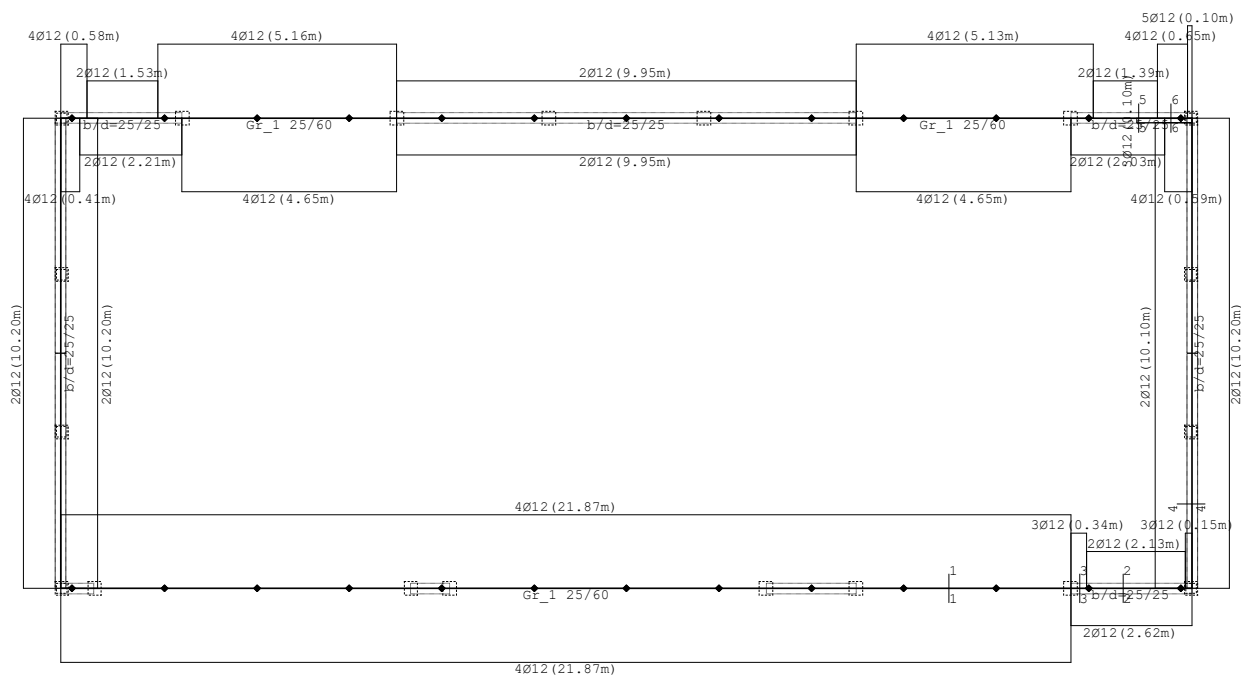 5Ø12(0.10m)
4Ø12(0.58m)
4Ø12(5.16m)
4Ø12(5.13m)
4Ø12(0.65m)
2Ø12(1.53m)
2Ø12(9.95m)
2Ø12(1.39m)
5
6
b/d=25/25
Gr_1 25/60
b/d=25/25
Gr_1 25/60
b/d=25/25
5
6
2Ø12(2.21m)
2Ø12(9.95m)
2Ø12(2.03m)
4Ø12(0.41m)
4Ø12(4.65m)
4Ø12(4.65m)
4Ø12(0.59m)
2Ø12(10.20m)
b/d=25/25
2Ø12(10.20m)
2Ø12(10.10m)
b/d=25/25
2Ø12(10.20m)
4
4
4Ø12(21.87m)
3Ø12(0.34m)
3Ø12(0.15m)
2Ø12(2.13m)
1
3
2
Gr_1 25/60
b/d=25/25
1
3
2
2Ø12(2.62m)
4Ø12(21.87m)